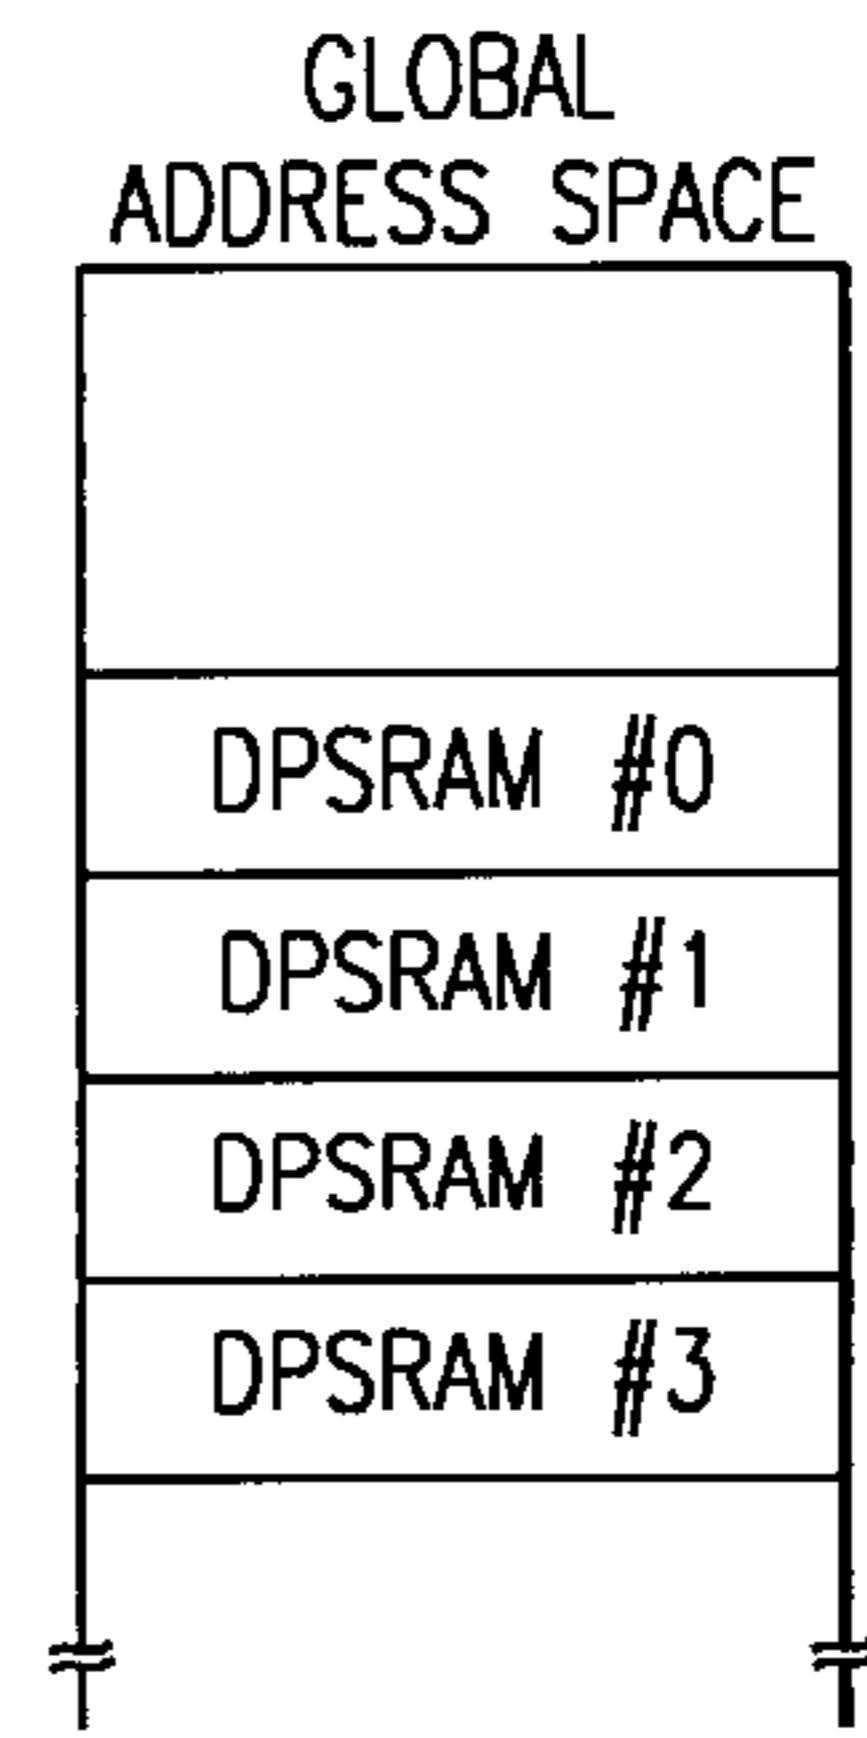 GLOBAL
ADDRESS SPACE
DPSRAM #0
DPSRAM #1
DPSRAM #2
DPSRAM #3